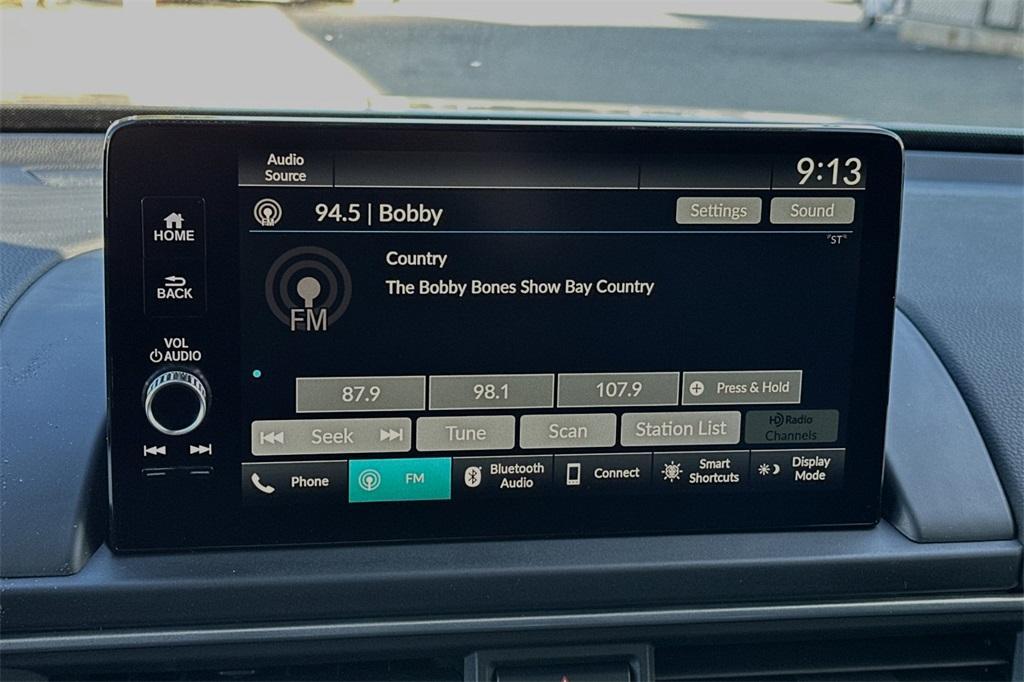 Audio
Source
9:13
FM
94.5 | Bobby
Settings
Sound
"ST"
HOME
BACK
Country
The Bobby Bones Show Bay Country
FM
VOL
AUDIO
87.9
98.1
107.9
Press & Hold
Seek
Tune
Scan
Station List
HD Radio
Channels
Phone
FM
Bluetooth
Audio
Connect
Smart
Shortcuts
Display
Mode